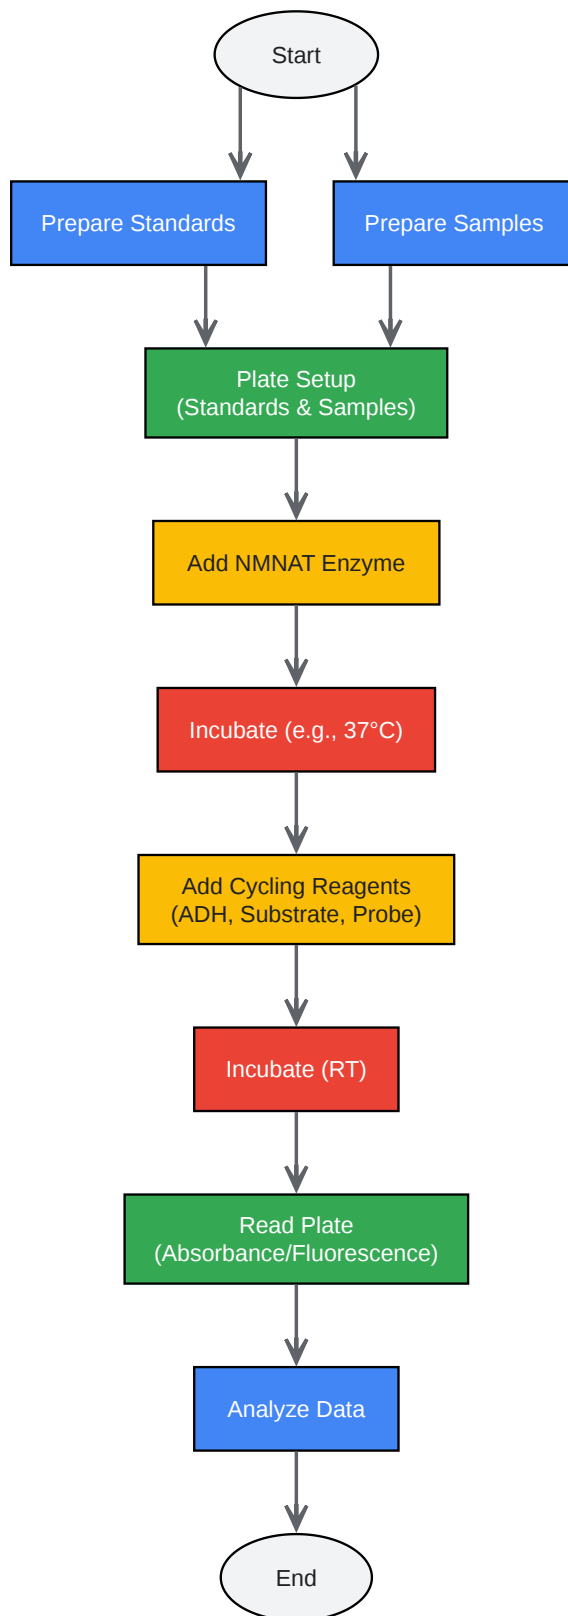 Start
Prepare Standards
Prepare Samples
Plate Setup
(Standards & Samples)
Add NMNAT Enzyme
Incubate (e.g., 37°C)
Add Cycling Reagents
(ADH, Substrate, Probe)
Incubate (RT)
Read Plate
(Absorbance/Fluorescence)
Analyze Data
End